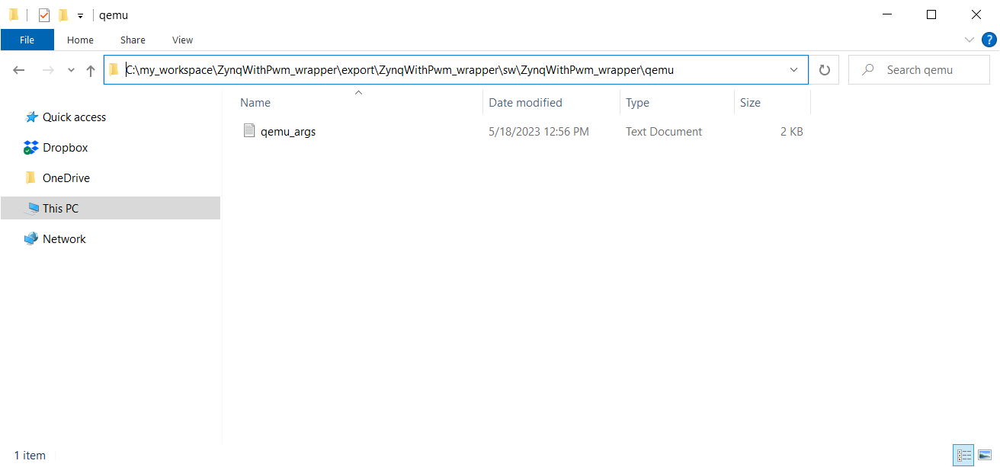 qemu
File Home Share View
C:\my_workspace\ZynqWithPwm_wrapper\export\ZynqWithPwm_wrapper\sw\ZynqWithPwm_wrapper\qemu
Search qemu
Quick access
Dropbox
OneDrive
This PC
Network
Name Date modified Type Size
qemu_args 5/18/2023 12:56 PM Text Document 2 KB
1 item